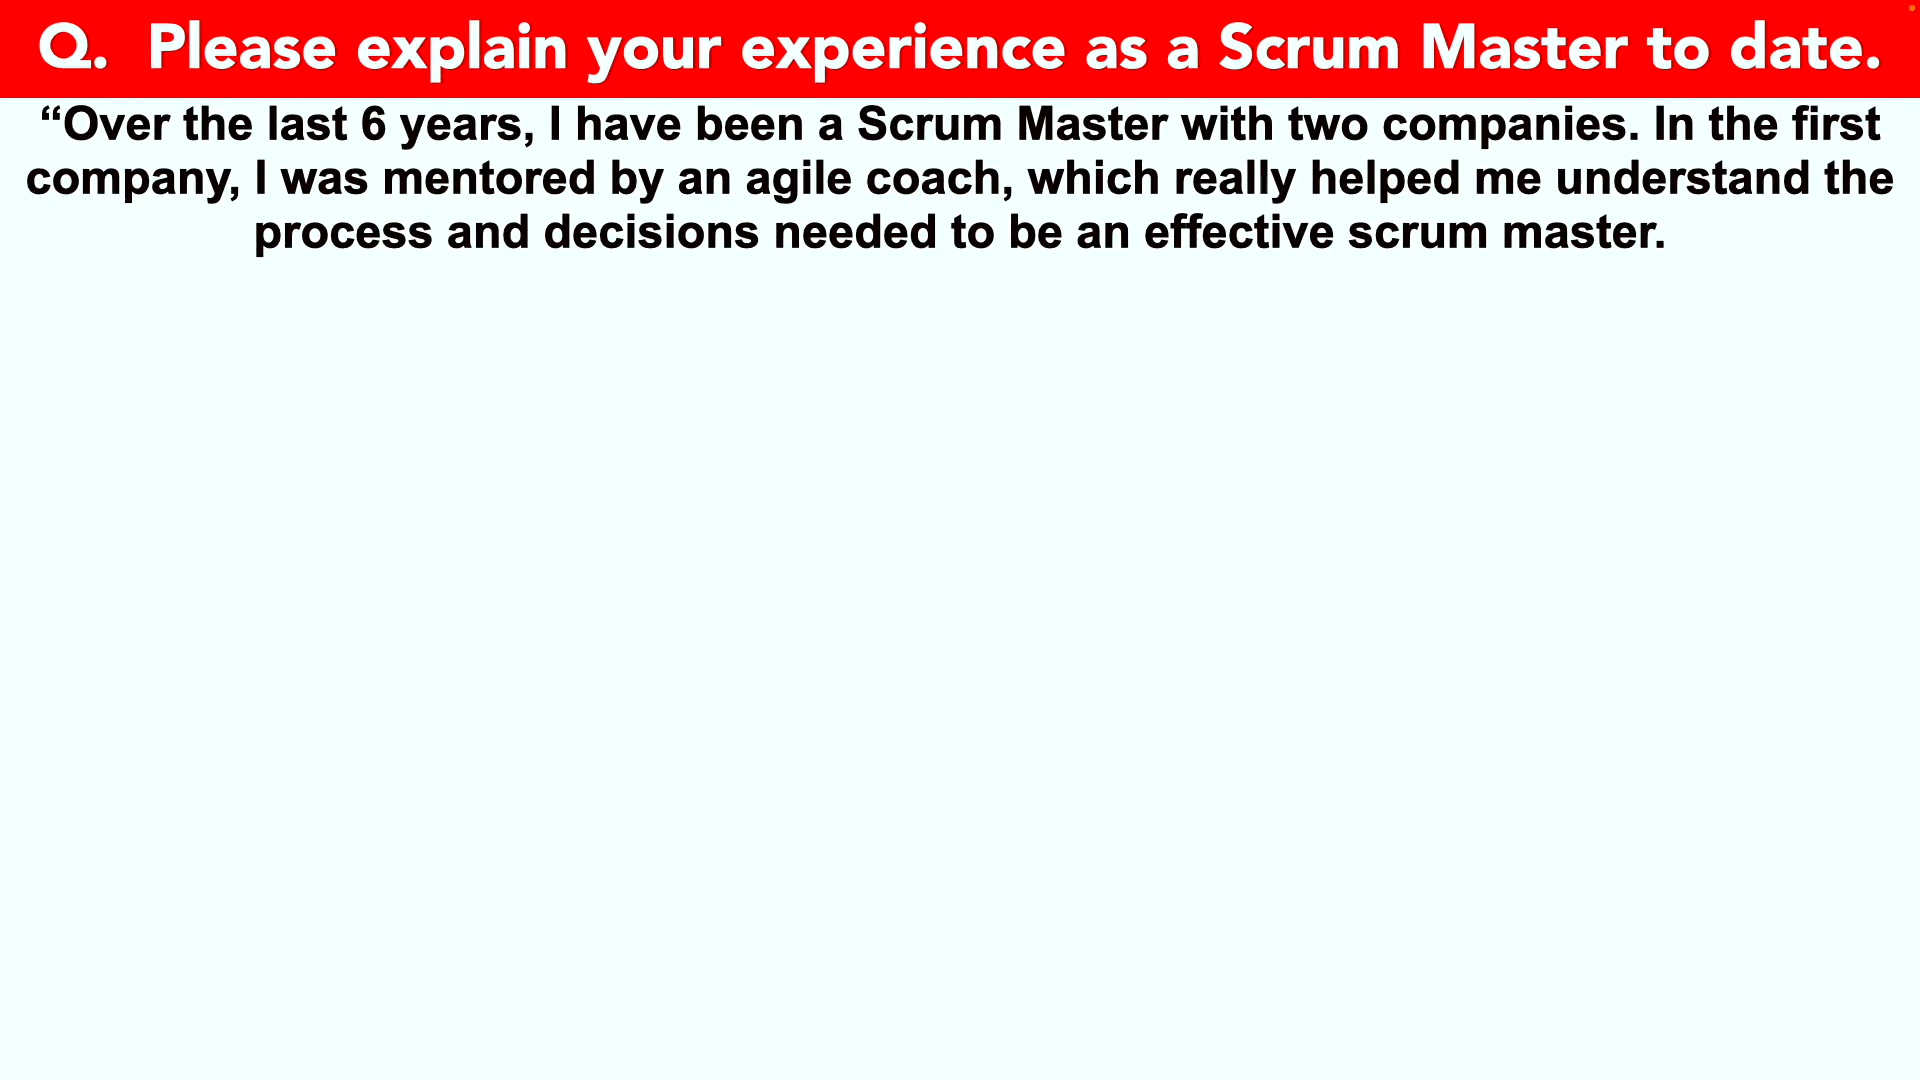 Q. Please explain your experience as a Scrum Master to date.
“Over the last 6 years, I have been a Scrum Master with two companies. In the first
company, I was mentored by an agile coach, which really helped me understand the
process and decisions needed to be an effective scrum master.